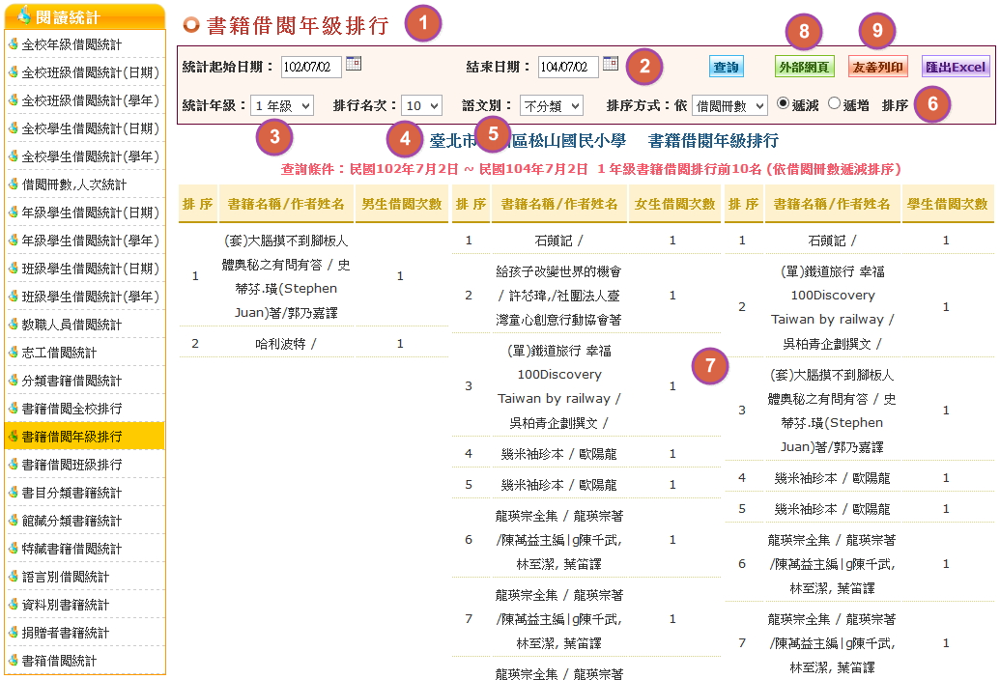 閱讀統計
全校年級借閱統計
全校班級借閱統計(日期)
全校班級借閱統計(學年)
全校學生借閱統計(日期)
全校學生借閱統計(學年)
借閱冊數,人次統計
年級學生借閱統計(日期)
年級學生借閱統計(學年)
班級學生借閱統計(日期)
班級學生借閱統計(學年)
教職人員借閱統計
志工借閱統計
分類書籍借閱統計
書籍借閱全校排行
書籍借閱年級排行
書籍借閱班級排行
書目分類書籍統計
館藏分類書籍統計
特藏書籍借閱統計
語言別借閱統計
資料別書籍統計
捐贈者書籍統計
書箱借閱統計
書籍借閱年級排行 1
8 9
統計起始日期： 102/07/02 結束日期： 104/07/02 2 查詢 外部網頁 友善列印 匯出Excel
統計年級： 1 年級 排行名次： 10 語文別： 不分類 排序方式：依 借閱冊數 遞減 遞增 排序 6
3 4 5
臺北市 區松山國民小學 書籍借閱年級排行
查詢條件：民國102年7月2日 ~ 民國104年7月2日 1 年級書籍借閱排行前10名 (依借閱冊數遞減排序)
排 序 書籍名稱/作者姓名 男生借閱次數
1 (套)大腦摸不到腳板人
體奧秘之有問有答 / 史
蒂芬.璜(Stephen
Juan)著/郭乃嘉譯 1
2 哈利波特 / 1
排 序 書籍名稱/作者姓名 女生借閱次數
1 石頭記 / 1
2 給孩子改變世界的機會
/ 許芯瑋,/社團法人臺
灣童心創意行動協會著 1
3 (單)鐵道旅行 幸福
100Discovery
Taiwan by railway /
吳柏青企劃撰文 / 1
4 幾米袖珍本 / 歐陽龍 1
5 幾米袖珍本 / 歐陽龍 1
6 龍瑛宗全集 / 龍瑛宗著
/陳萬益主編|g陳千武,
林至潔, 葉笛譯 1
7 龍瑛宗全集 / 龍瑛宗著
/陳萬益主編|g陳千武,
林至潔, 葉笛譯 1
龍瑛宗全集 / 龍瑛宗著
7
排 序 書籍名稱/作者姓名 學生借閱次數
1 石頭記 / 1
2 (單)鐵道旅行 幸福
100Discovery
Taiwan by railway /
吳柏青企劃撰文 / 1
3 (套)大腦摸不到腳板人
體奧秘之有問有答 / 史
蒂芬.璜(Stephen
Juan)著/郭乃嘉譯 1
4 幾米袖珍本 / 歐陽龍 1
5 幾米袖珍本 / 歐陽龍 1
6 龍瑛宗全集 / 龍瑛宗著
/陳萬益主編|g陳千武,
林至潔, 葉笛譯 1
7 龍瑛宗全集 / 龍瑛宗著
/陳萬益主編|g陳千武,
林至潔, 葉笛譯 1